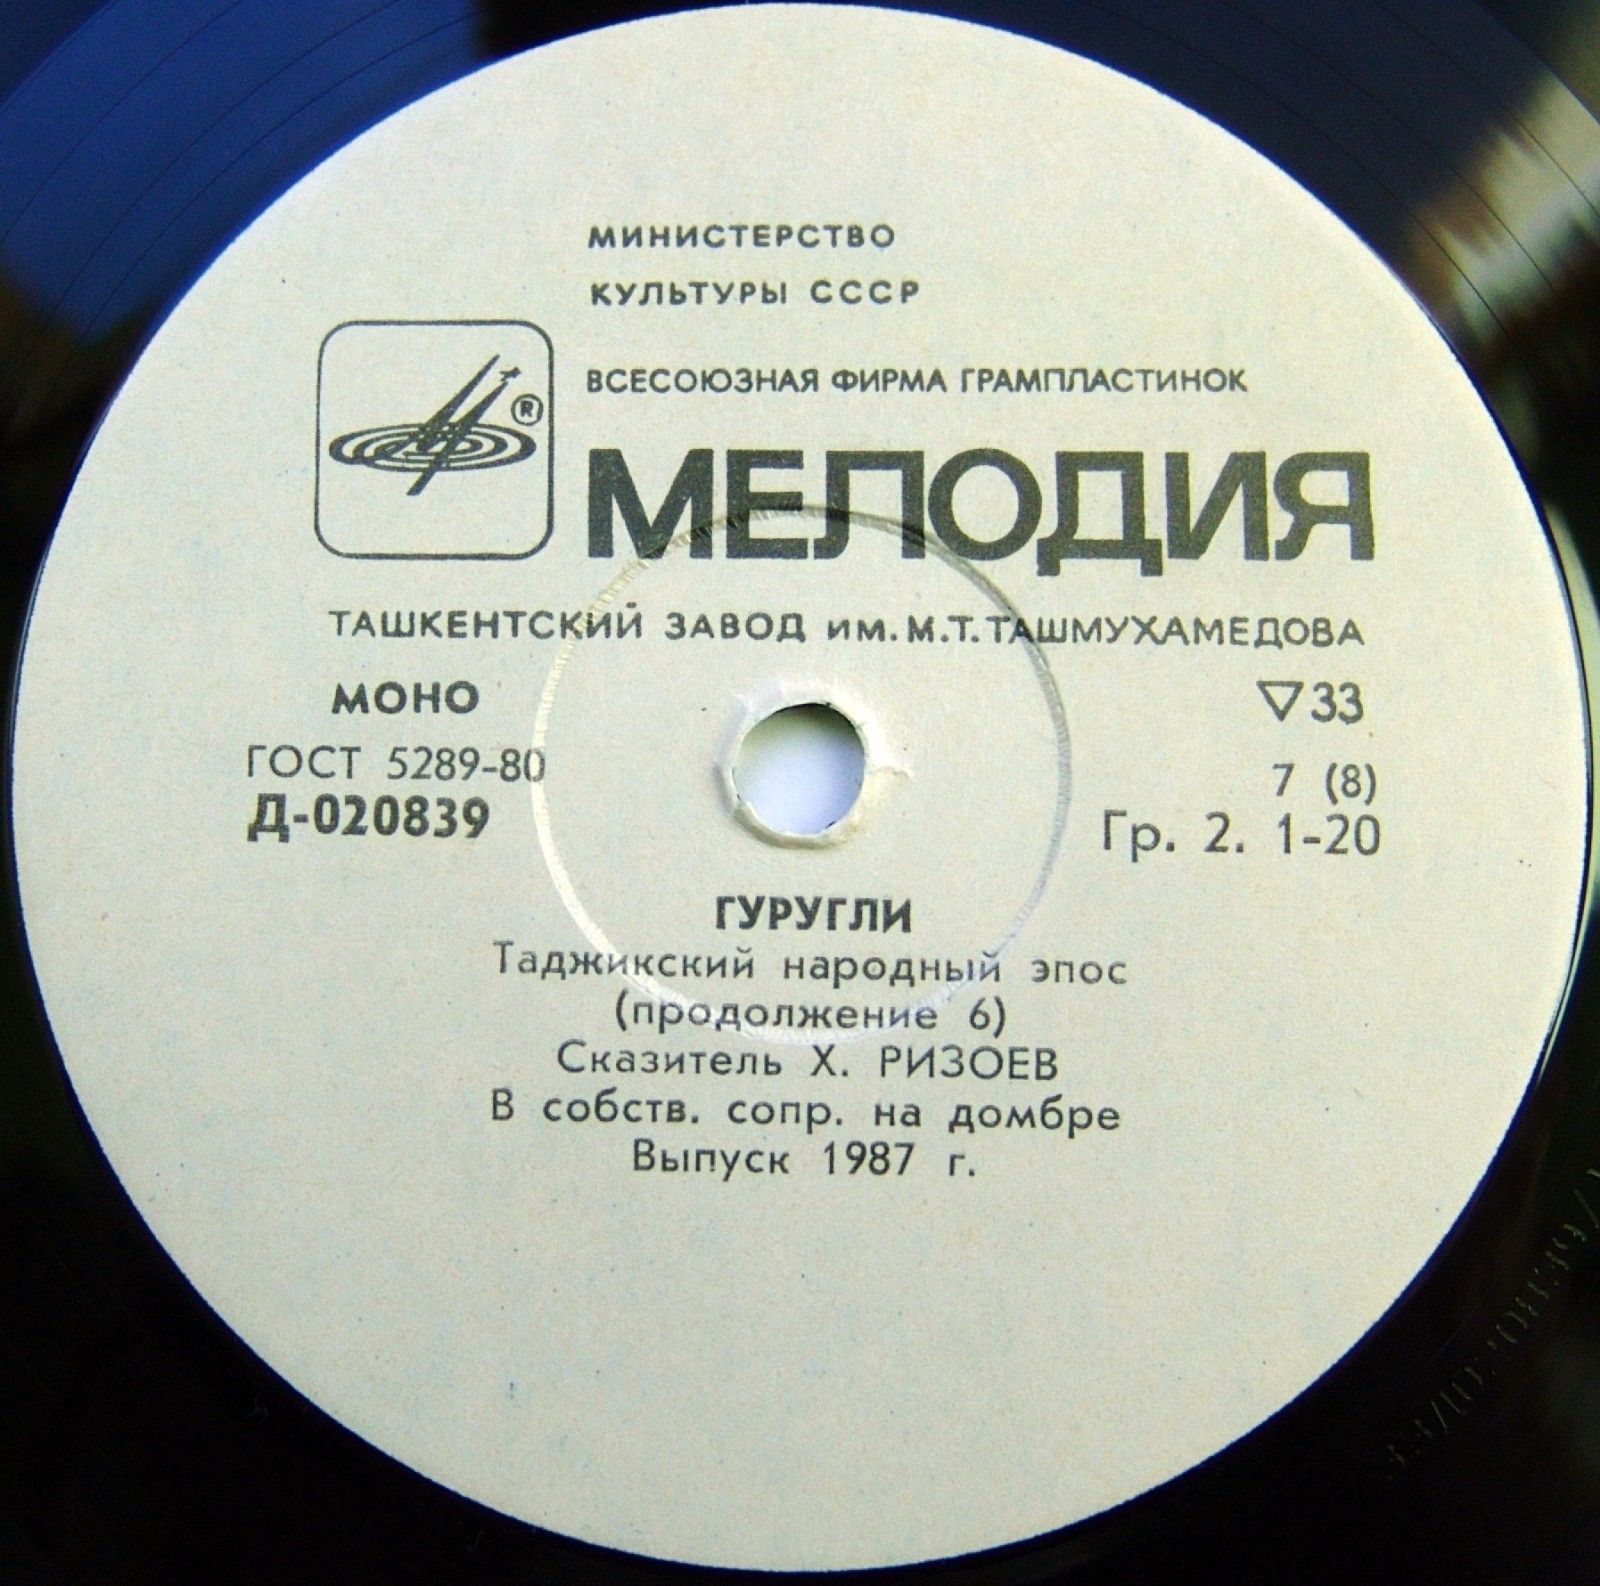 МИНИСТЕРСТВО
КУЛЬТУРЫ СССР
ВСЕСОЮЗНАЯ ФИРМА ГРАМПЛАСТИНОК
®
МЕЛОДИЯ
ТАШКЕНТСКИЙ ЗАВОД ИМ. М. Т. ТАШМУХАМЕДОВА
МОНО ▽33
ГОСТ 5289-80 7 (8)
Д-020839 Гр. 2. 1-20
ГУРУГЛИ
Таджикский народный эпос
(продолжение 6)
Сказитель Х. РИЗОЕВ
В собств. сопр. на домбре
Выпуск 1987 г.